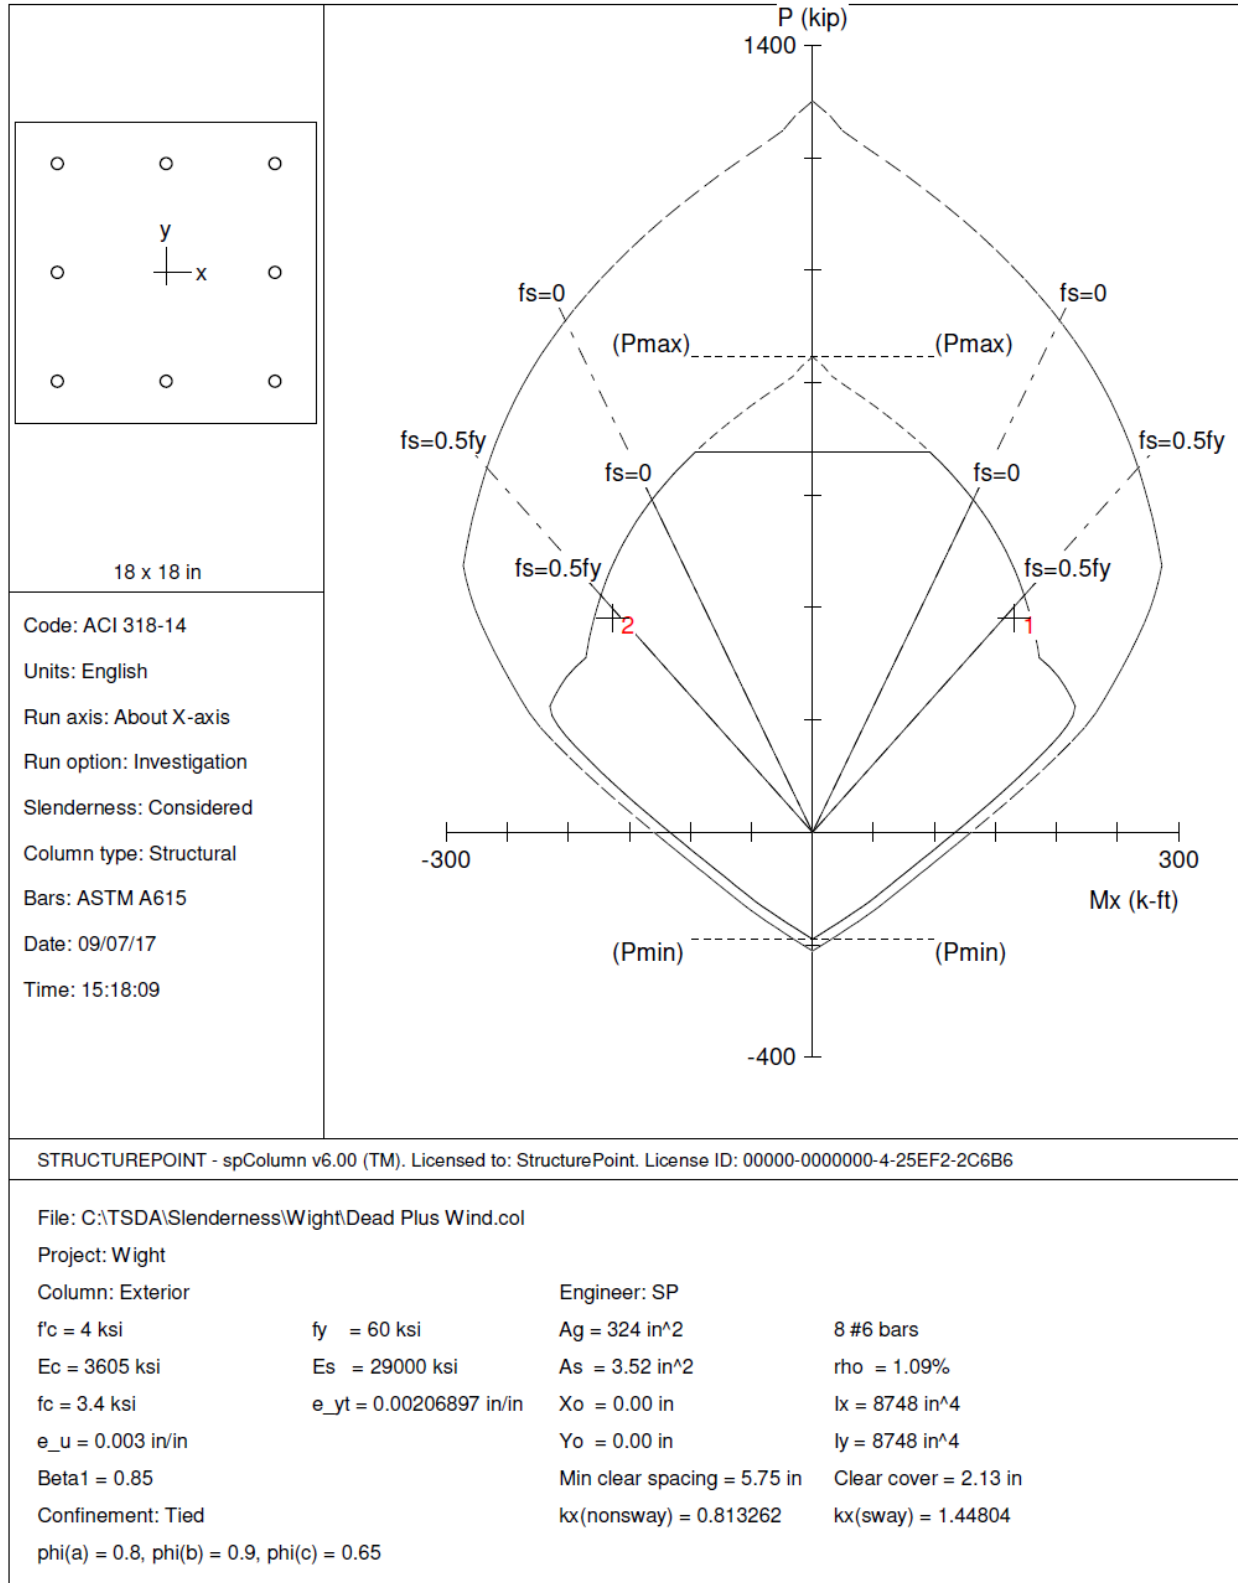 P (kip)
1400
y
x
fs=0
fs=0
(Pmax)
(Pmax)
fs=0.5fy
fs=0.5fy
fs=0
fs=0
fs=0.5fy
fs=0.5fy
18 x 18 in
2
1
Code: ACI 318-14
Units: English
Run axis: About X-axis
Run option: Investigation
Slenderness: Considered
Column type: Structural
Bars: ASTM A615
Date: 09/07/17
Time: 15:18:09
-300
300
Mx (k-ft)
(Pmin)
(Pmin)
-400
STRUCTUREPOINT - spColumn v6.00 (TM). Licensed to: StructurePoint. License ID: 00000-0000000-4-25EF2-2C6B6
File: C:\TSDA\Slenderness\Wight\Dead Plus Wind.col
Project: Wight
Column: Exterior Engineer: SP
f'c = 4 ksi fy = 60 ksi Ag = 324 in^2 8 #6 bars
Ec = 3605 ksi Es = 29000 ksi As = 3.52 in^2 rho = 1.09%
fc = 3.4 ksi e_yt = 0.00206897 in/in Xo = 0.00 in Ix = 8748 in^4
e_u = 0.003 in/in Yo = 0.00 in Iy = 8748 in^4
Beta1 = 0.85 Min clear spacing = 5.75 in Clear cover = 2.13 in
Confinement: Tied kx(nonsway) = 0.813262 kx(sway) = 1.44804
phi(a) = 0.8, phi(b) = 0.9, phi(c) = 0.65